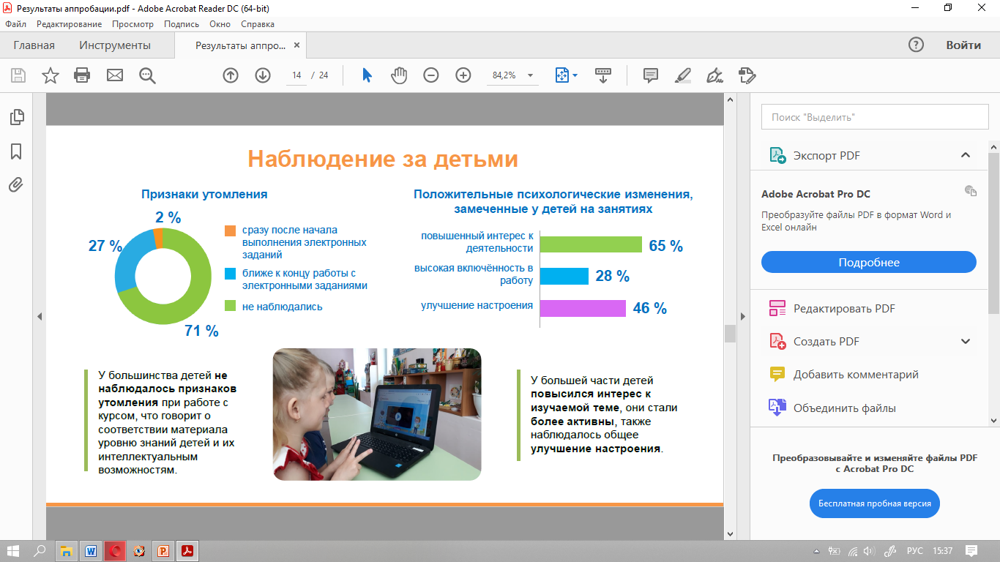 Результаты аппробации.pdf - Adobe Acrobat Reader DC (64-bit)
Файл Редактирование Просмотр Подпись Окно Справка
Главная Инструменты Результаты аппро... × Войти
14 / 24 84,2%
Наблюдение за детьми
Признаки утомления
2 %
27 %
71 %
сразу после начала
выполнения электронных
заданий
ближе к концу работы с
электронными заданиями
не наблюдались
Положительные психологические изменения,
замеченные у детей на занятиях
повышенный интерес к
деятельности
65 %
высокая включённость в
работу
28 %
улучшение настроения
46 %
У большинства детей не
наблюдалось признаков
утомления при работе с
курсом, что говорит о
соответствии материала
уровню знаний детей и их
интеллектуальным
возможностям.
У большей части детей
повысился интерес к
изучаемой теме, они стали
более активны, также
наблюдалось общее
улучшение настроения.
Поиск "Выделить"
Экспорт PDF
Adobe Acrobat Pro DC
Преобразуйте файлы PDF в формат Word и
Excel онлайн
Подробнее
Редактировать PDF
Создать PDF
Добавить комментарий
Объединить файлы
Преобразовывайте и изменяйте файлы PDF
с Acrobat Pro DC
Бесплатная пробная версия
РУС 15:37